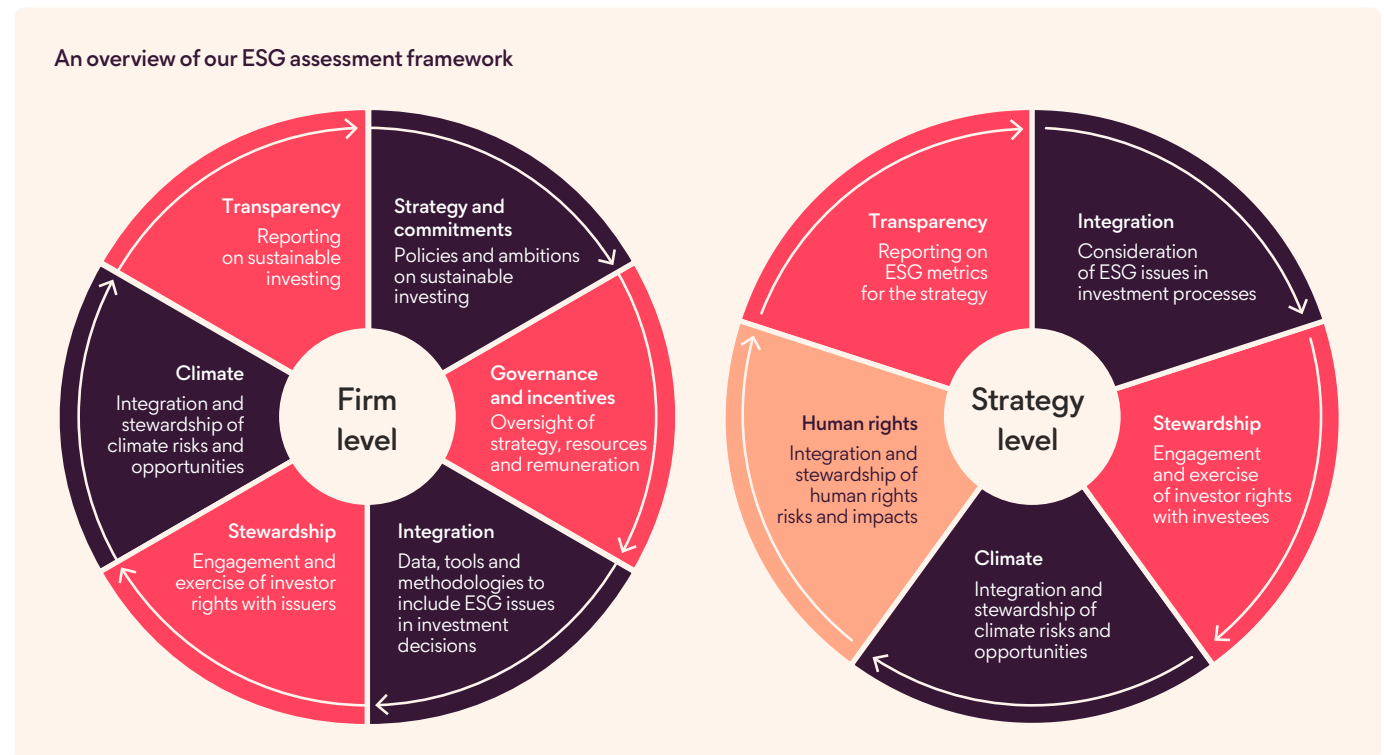 An overview of our ESG assessment framework
Transparency
Reporting
on sustainable
investing
Strategy and
commitments
Policies and ambitions
on sustainable
investing
Governance
and incentives
Oversight of
strategy, resources
and remuneration
Integration
Data, tools and
methodologies to
include ESG issues
in investment
decisions
Stewardship
Engagement and
exercise of investor
rights with issuers
Climate
Integration and
stewardship of
climate risks and
opportunities
Firm
level
Transparency
Reporting on
ESG metrics
for the strategy
Integration
Consideration
of ESG issues in
investment processes
Stewardship
Engagement
and exercise
of investor rights
with investees
Climate
Integration and
stewardship of
climate risks and
opportunities
Human rights
Integration and
stewardship of
human rights
risks and impacts
Strategy
level